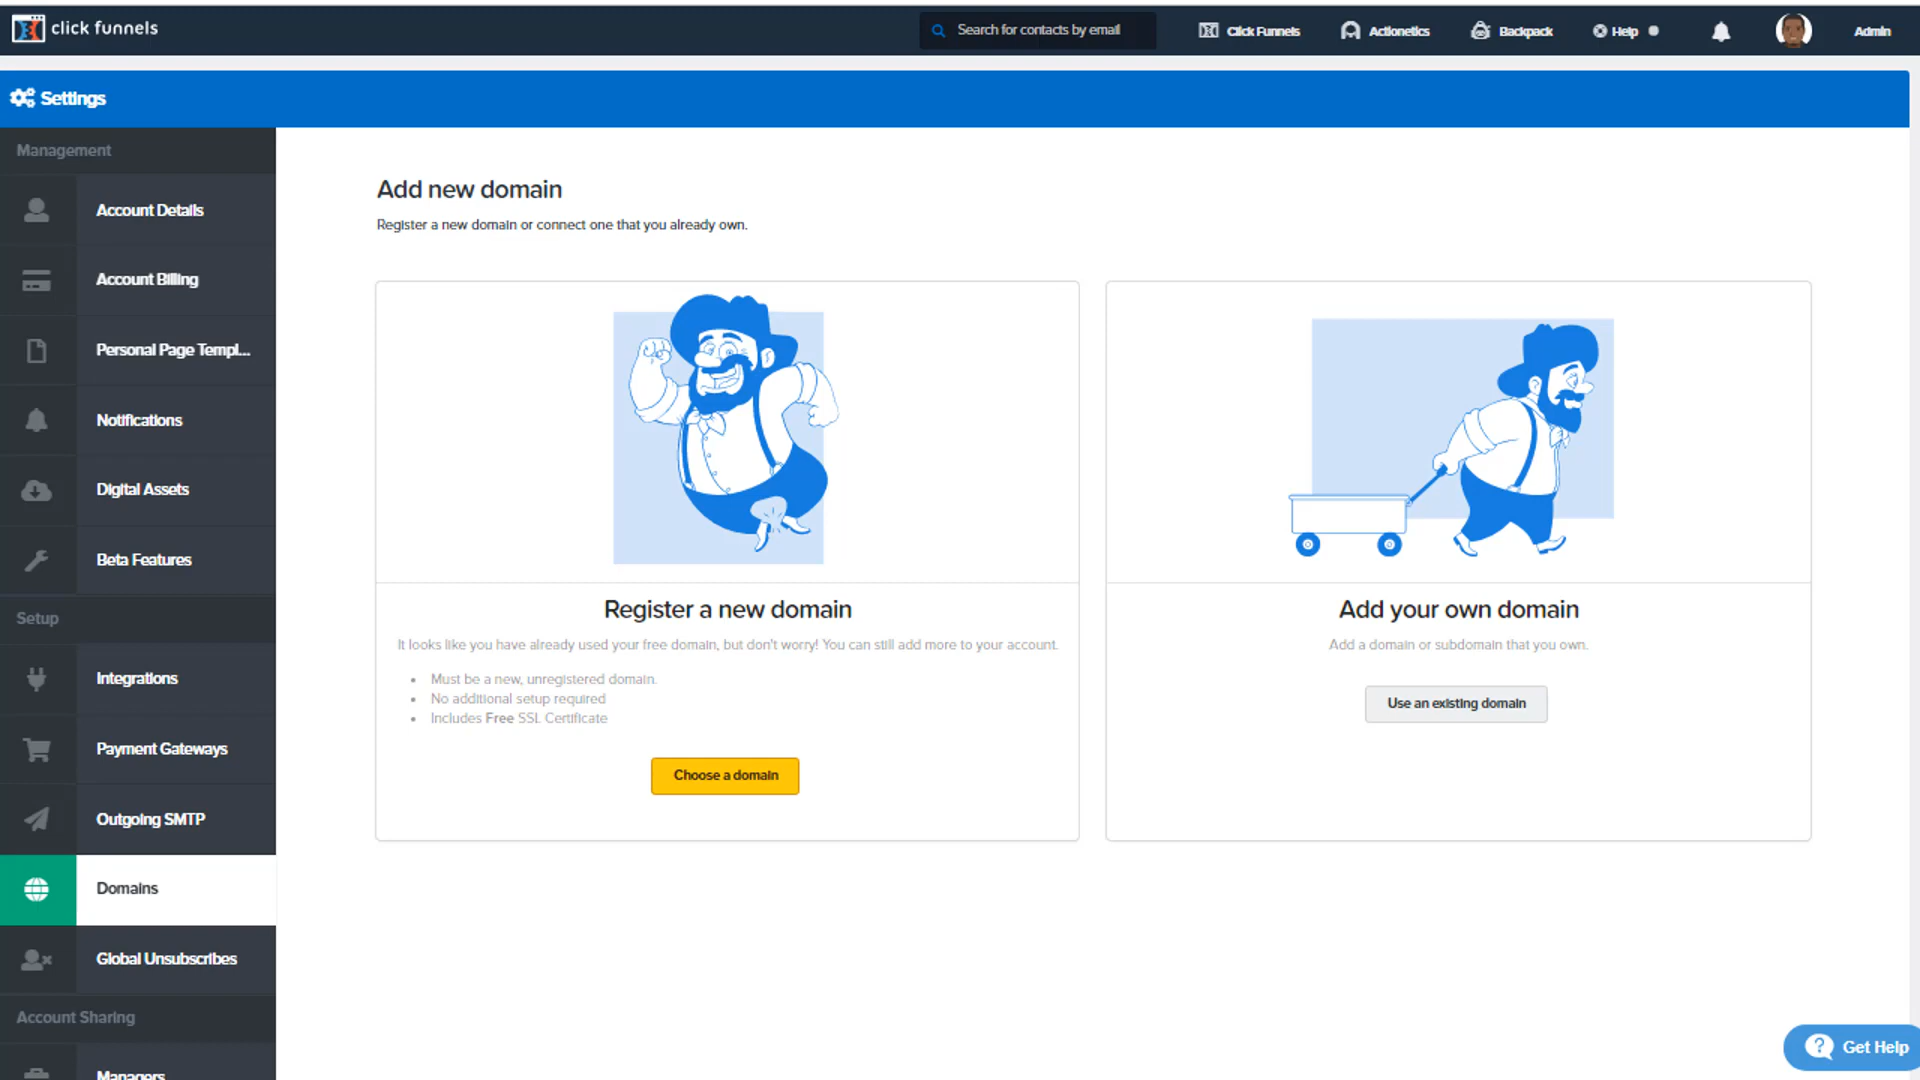 click funnels
Search for contacts by email
Click Funnels
Actionetics
Backpack
Help
Admin
Settings
Management
Account Details
Account Billing
Personal Page Templ...
Notifications
Digital Assets
Beta Features
Setup
Integrations
Payment Gateways
Outgoing SMTP
Domains
Global Unsubscribes
Account Sharing
Managers
Add new domain
Register a new domain or connect one that you already own.
Register a new domain
It looks like you have already used your free domain, but don't worry! You can still add more to your account.
• Must be a new, unregistered domain.
• No additional setup required
• Includes Free SSL Certificate
Choose a domain
Add your own domain
Add a domain or subdomain that you own.
Use an existing domain
? Get Help